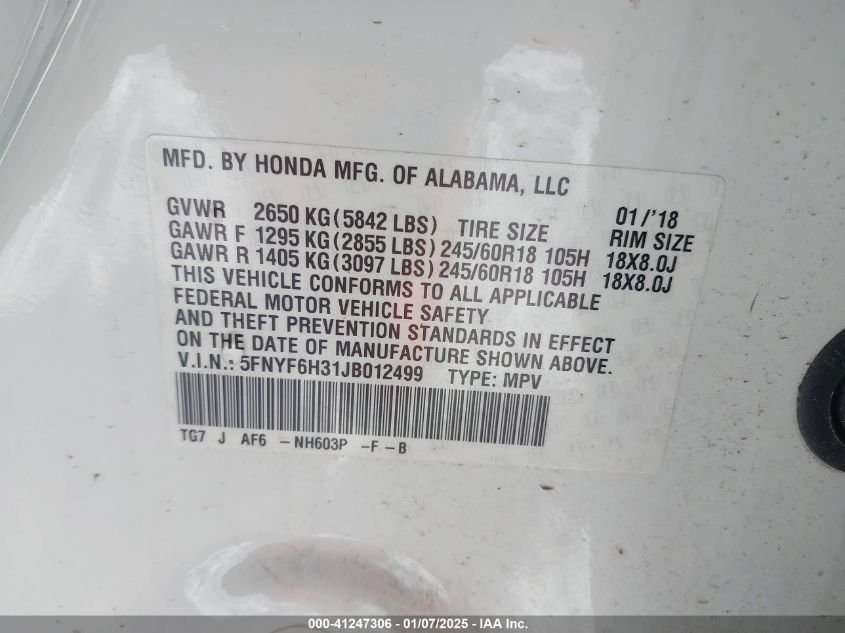 MFD. BY HONDA MFG. OF ALABAMA, LLC
01/'18
GVWR 2650 KG (5842 LBS) TIRE SIZE RIM SIZE
GAWR F 1295 KG (2855 LBS) 245/60R18 105H 18X8.0J
GAWR R 1405 KG (3097 LBS) 245/60R18 105H 18X8.0J
THIS VEHICLE CONFORMS TO ALL APPLICABLE
FEDERAL MOTOR VEHICLE SAFETY
AND THEFT PREVENTION STANDARDS IN EFFECT
ON THE DATE OF MANUFACTURE SHOWN ABOVE.
V.I.N.: 5FNYF6H31JB012499 TYPE: MPV
TG7 J AF6 -NH603P -F-B
000-41247306 - 01/07/2025 - IAA Inc.